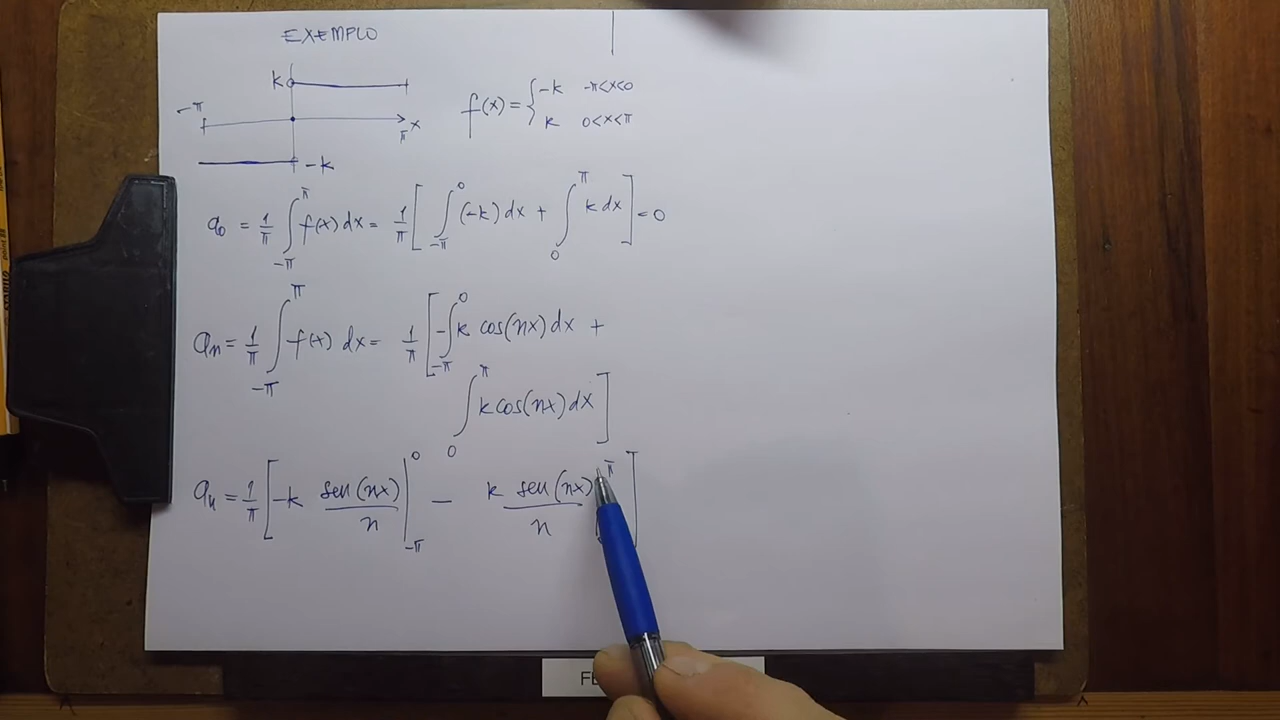 EXEMPLO
k
-π
π x
-k
f(x) = { -k -π<x<0
k 0<x<π
a₀ = 1/π ∫_{-π}^{π} f(x) dx = 1/π [ ∫_{-π}^{0} (-k) dx + ∫_{0}^{π} k dx ] = 0
aₙ = 1/π ∫_{-π}^{π} f(x) dx = 1/π [ -∫_{-π}^{0} k cos(nx) dx +
∫_{0}^{π} k cos(nx) dx ]
aₙ = 1/π [ -k sen(nx)/n |_{-π}^{0} - k sen(nx)/n |^{π} ]